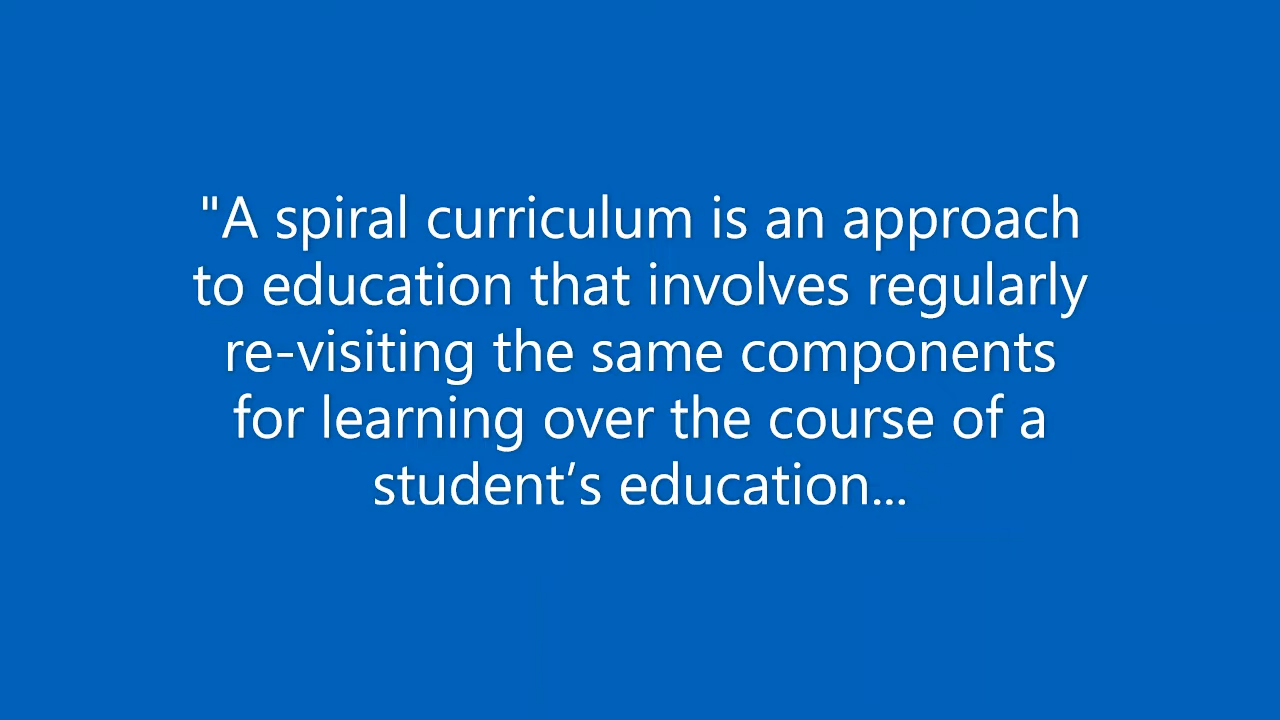 "A spiral curriculum is an approach
to education that involves regularly
re-visiting the same components
for learning over the course of a
student’s education...